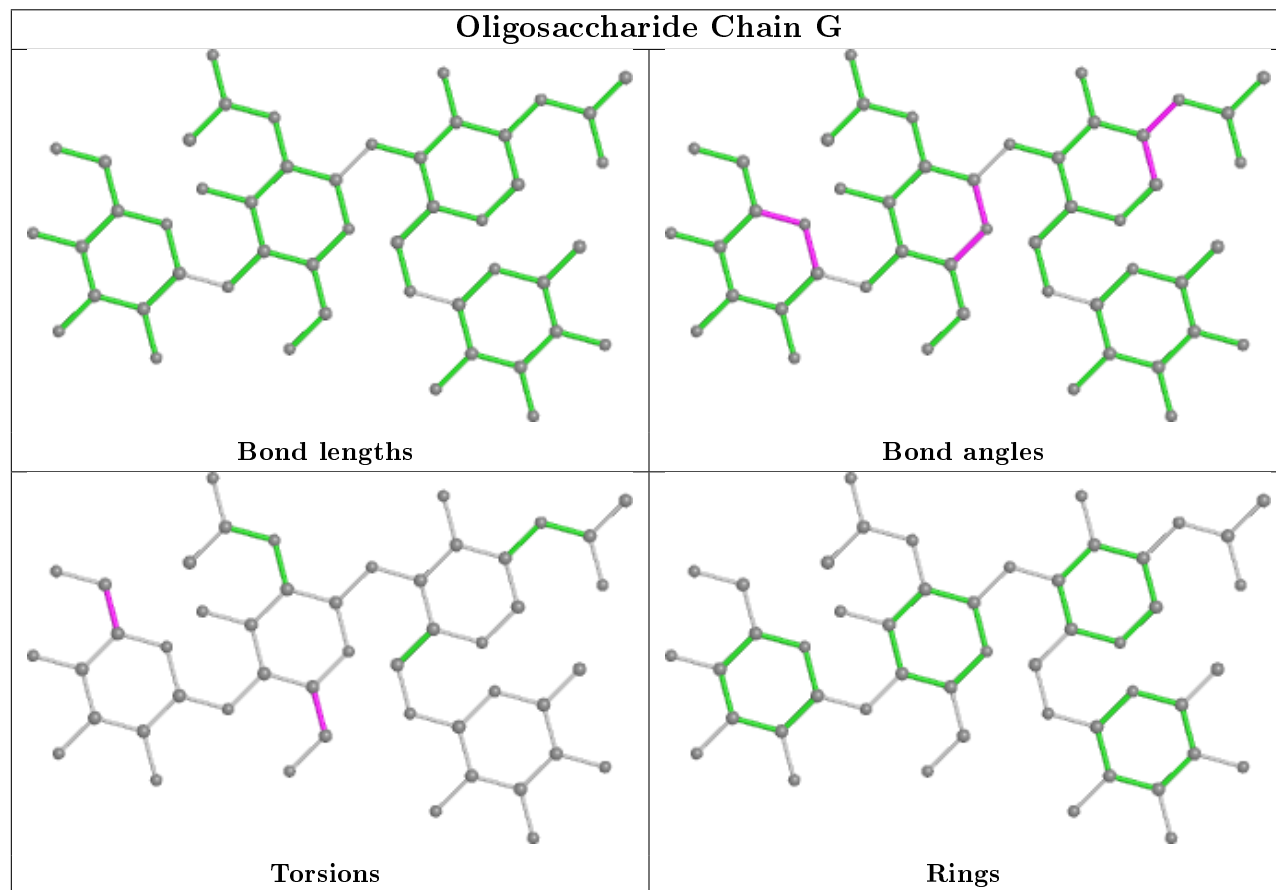 Oligosaccharide Chain G
Bond lengths
Bond angles
Torsions
Rings